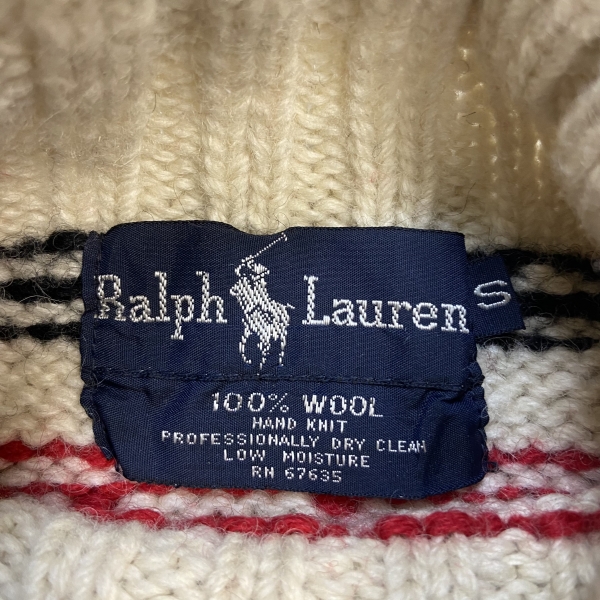 Ralph Lauren
S
100% WOOL
HAND KNIT
PROFESSIONALLY DRY CLEAN
LOW MOISTURE
RN 67635